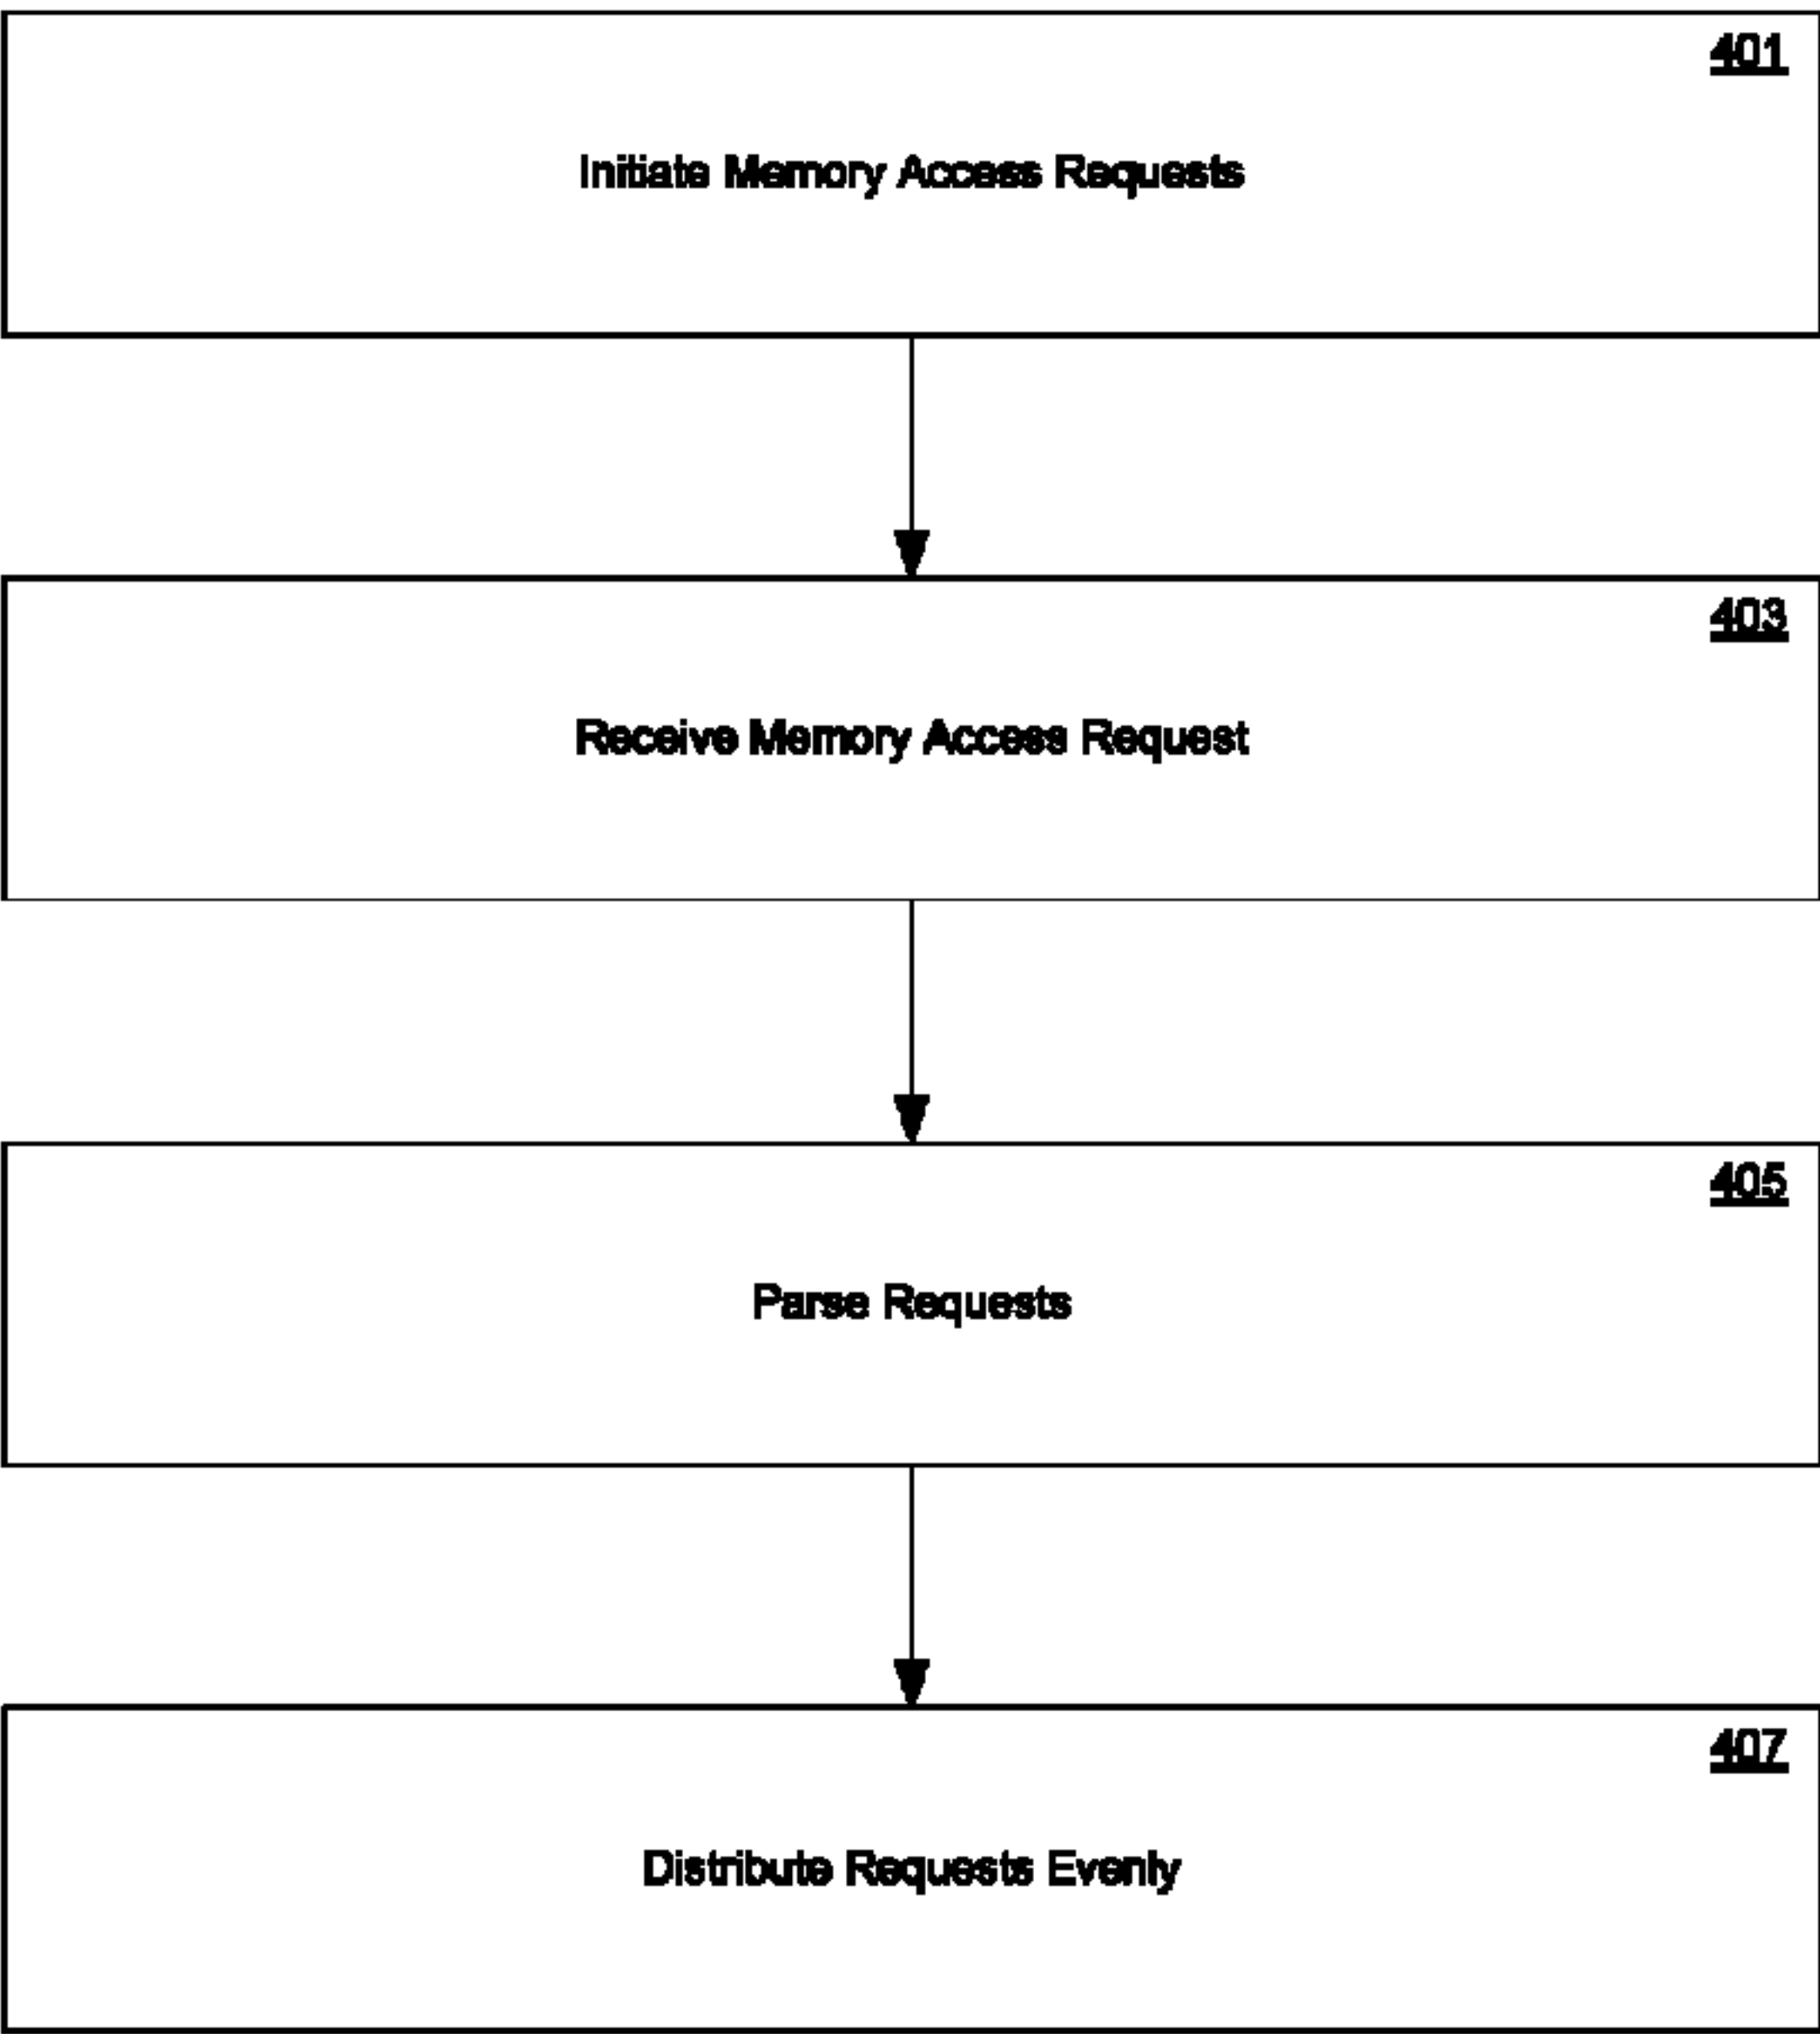 401
Initiate Memory Access Requests
403
Receive Memory Access Request
405
Parse Requests
407
Distribute Requests Evenly